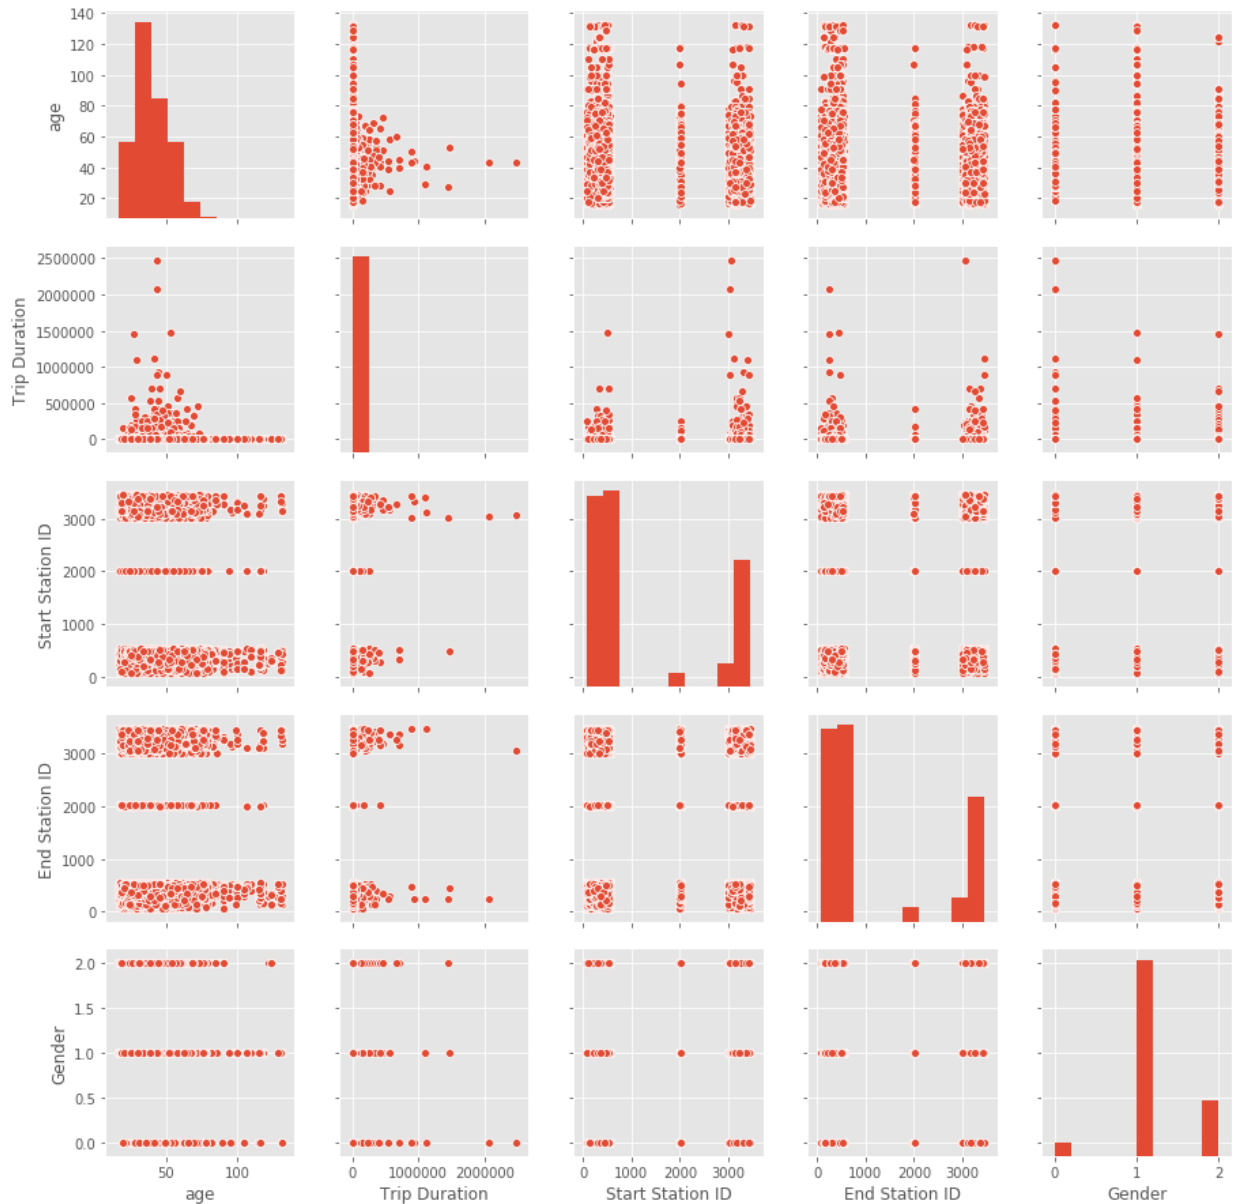 140
120
100
80
60
40
20
age
2500000
2000000
1500000
1000000
500000
0
Trip Duration
3000
2000
1000
0
Start Station ID
3000
2000
1000
0
End Station ID
2.0
1.5
1.0
0.5
0.0
Gender
50 100
age
0 1000000 2000000
Trip Duration
0 1000 2000 3000
Start Station ID
0 1000 2000 3000
End Station ID
0 1 2
Gender